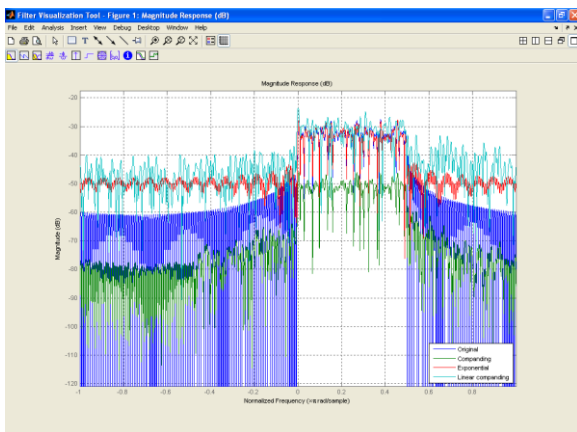 Filter Visualization Tool - Figure 1: Magnitude Response (dB)
File Edit Analysis Insert View Debug Desktop Window Help
Magnitude Response (dB)
-20
-30
-40
-50
-60
-70
-80
-90
-100
-110
-120
Magnitude (dB)
-1 -0.8 -0.6 -0.4 -0.2 0 0.2 0.4 0.6 0.8
Normalized Frequency (×π rad/sample)
Original
Companding
Exponential
Linear companding